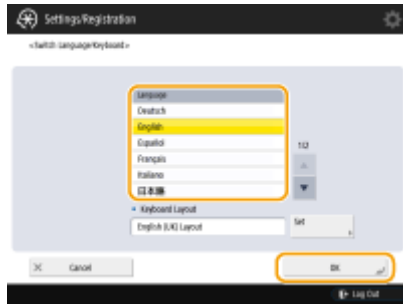 Settings/Registration
<Switch Language/Keyboard>
Language
Deutsch
English
Español
Français
Italiano
日本語
1/2
Keyboard Layout
English (UK) Layout
Set
Cancel
OK
Log Out